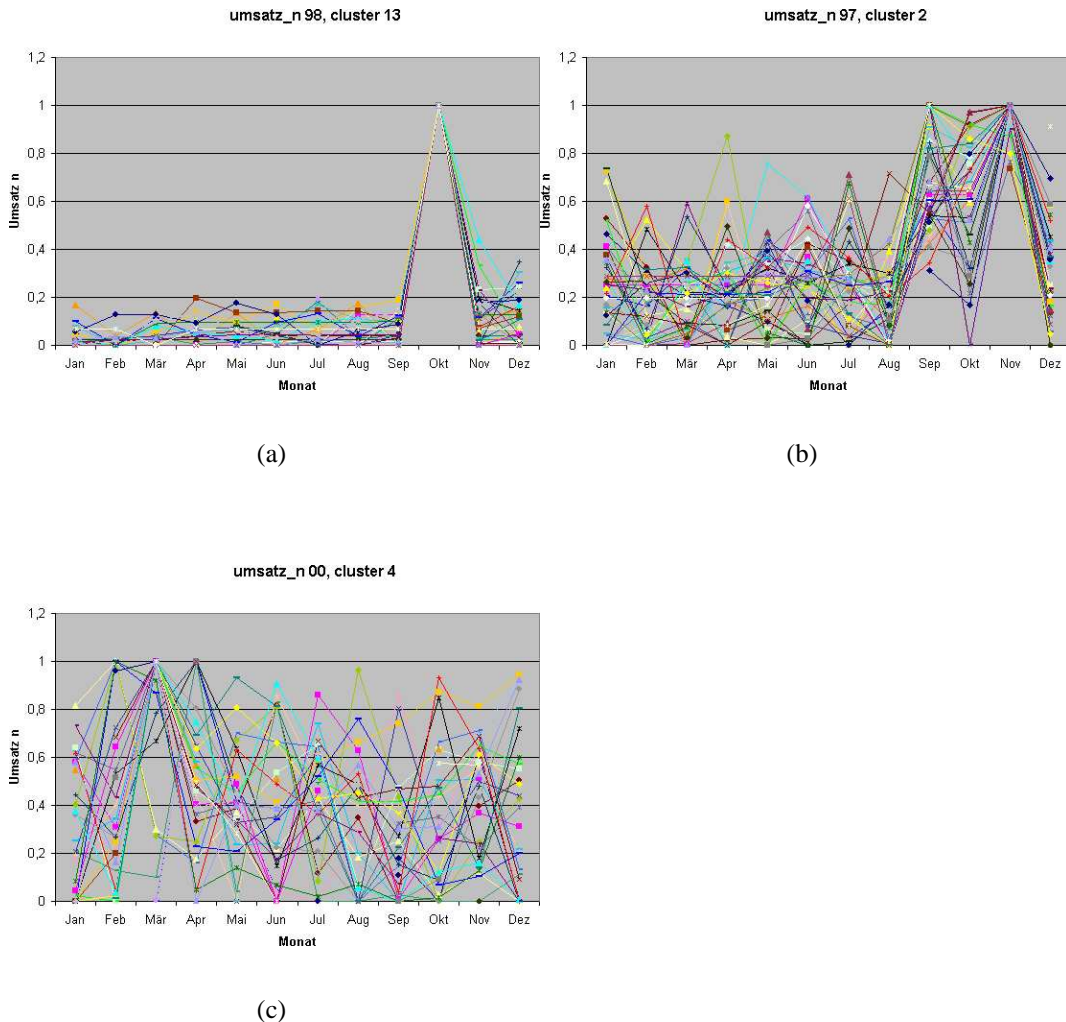 umsatz_n 98, cluster 13
1,2
1
0,8
0,6
0,4
0,2
0
Umsatz n
Jan Feb Mär Apr Mai Jun Jul Aug Sep Okt Nov Dez
Monat
(a)
umsatz_n 97, cluster 2
1,2
1
0,8
0,6
0,4
0,2
0
Umsatz n
Jan Feb Mär Apr Mai Jun Jul Aug Sep Okt Nov Dez
Monat
(b)
umsatz_n 00, cluster 4
1,2
1
0,8
0,6
0,4
0,2
0
Umsatz n
Jan Feb Mär Apr Mai Jun Jul Aug Sep Okt Nov Dez
Monat
(c)